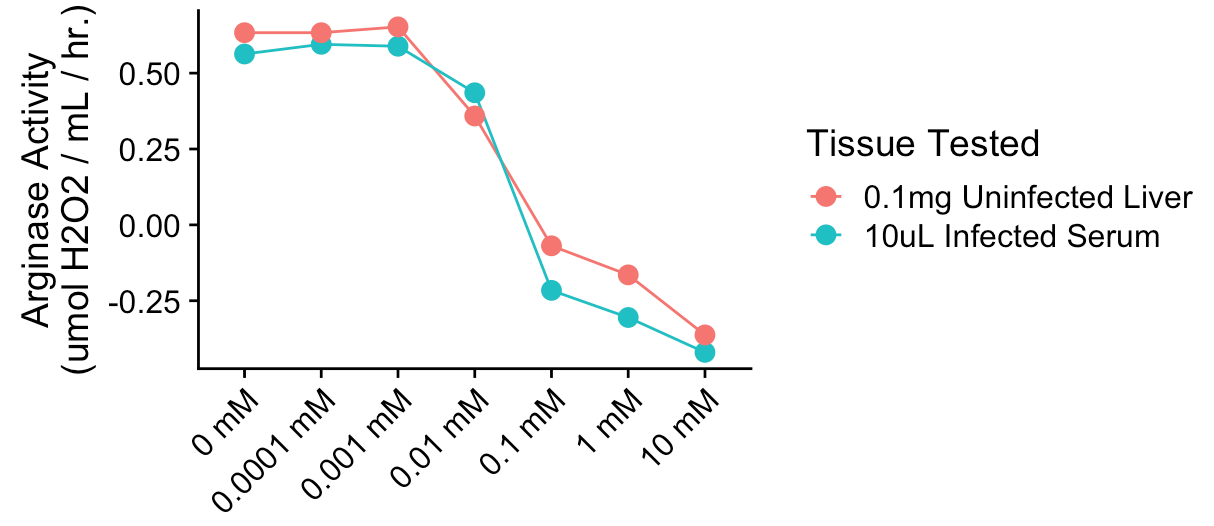 Arginase Activity
(umol H2O2 / mL / hr.)
0.50
0.25
0.00
-0.25
0 mM
0.0001 mM
0.001 mM
0.01 mM
0.1 mM
1 mM
10 mM
Tissue Tested
0.1mg Uninfected Liver
10uL Infected Serum